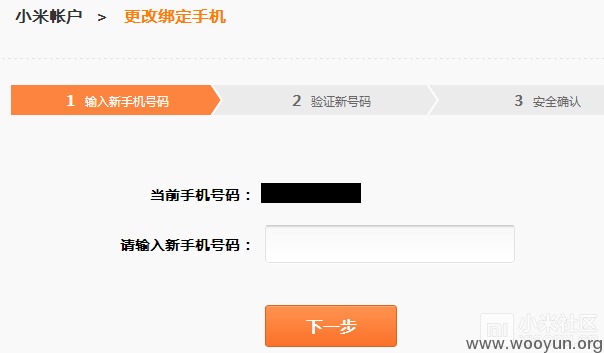 小米帐户 > 更改绑定手机
1 输入新手机号码 2 验证新号码 3 安全确认
当前手机号码：
请输入新手机号码：
下一步
小米社区
www.wooyun.org